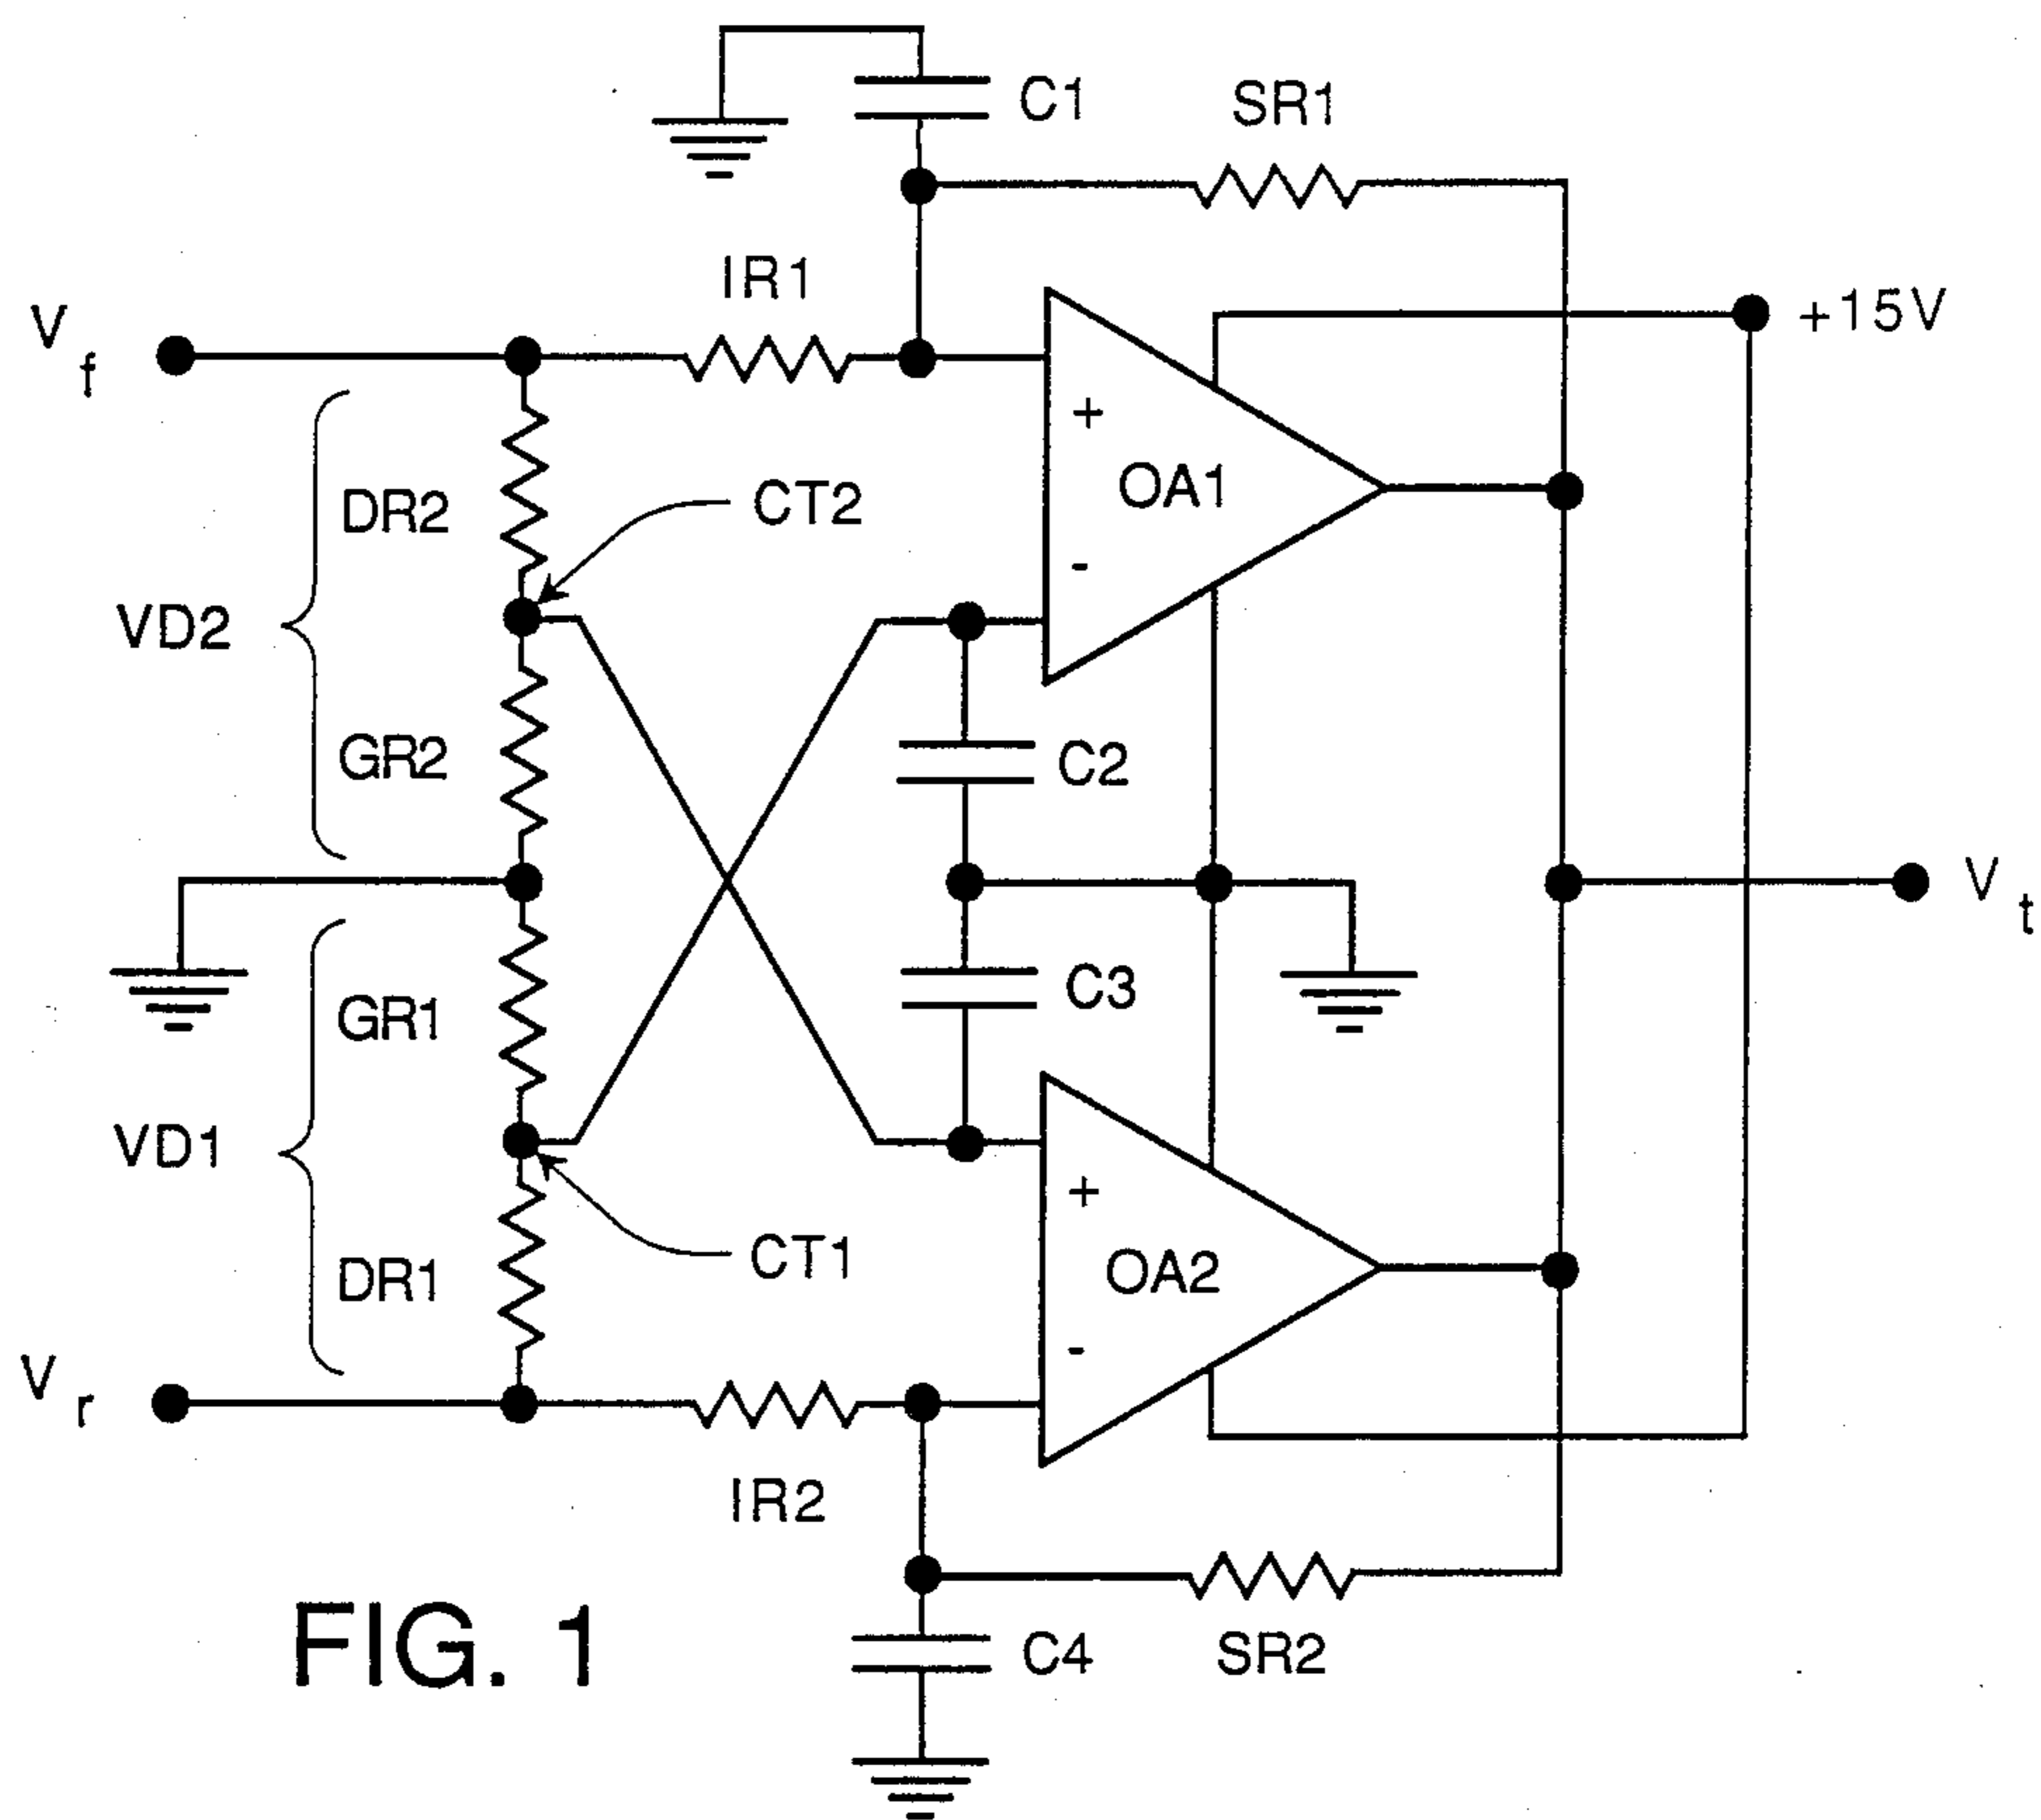 C1
SR1
IR1
Vf
+15V
+
OA1
-
DR2
CT2
VD2
GR2
C2
Vt
GR1
C3
VD1
+
OA2
-
CT1
DR1
Vr
IR2
FIG. 1
C4
SR2